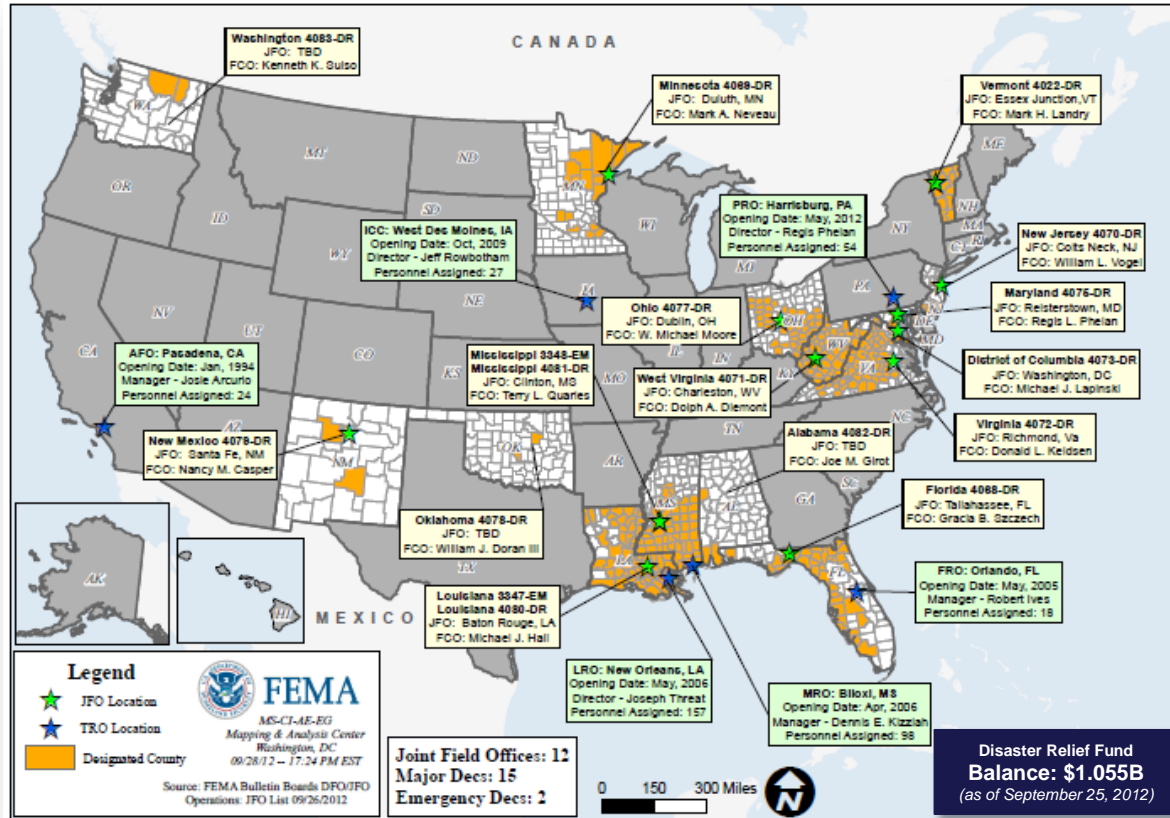 CANADA
Washington 4083-DR
JFO: TBD
FCO: Kenneth K. Suiso
Minnesota 4069-DR
JFO: Duluth, MN
FCO: Mark A. Neveau
Vermont 4022-DR
JFO: Essex Junction,VT
FCO: Mark H. Landry
PRO: Harrisburg, PA
Opening Date: May, 2012
Director - Regis Phelan
Personnel Assigned: 54
ICC: West Des Moines, IA
Opening Date: Oct, 2009
Director - Jeff Rowbotham
Personnel Assigned: 27
New Jersey 4070-DR
JFO: Colts Neck, NJ
FCO: William L. Vogel
Maryland 4075-DR
JFO: Reisterstown, MD
FCO: Regis L. Phelan
Ohio 4077-DR
JFO: Dublin, OH
FCO: W. Michael Moore
AFO: Pasadena, CA
Opening Date: Jan, 1994
Manager - Josie Arcurio
Personnel Assigned: 24
Mississippi 3348-EM
Mississippi 4081-DR
JFO: Clinton, MS
FCO: Terry L. Quarles
West Virginia 4071-DR
JFO: Charleston, WV
FCO: Dolph A. Diemont
District of Columbia 4073-DR
JFO: Washington, DC
FCO: Michael J. Lapinski
New Mexico 4079-DR
JFO: Santa Fe, NM
FCO: Nancy M. Casper
Alabama 4082-DR
JFO: TBD
FCO: Joe M. Girot
Virginia 4072-DR
JFO: Richmond, Va
FCO: Donald L. Keldsen
Oklahoma 4078-DR
JFO: TBD
FCO: William J. Doran III
Florida 4068-DR
JFO: Tallahassee, FL
FCO: Gracia B. Szczech
Louisiana 3347-EM
Louisiana 4080-DR
JFO: Baton Rouge, LA
FCO: Michael J. Hall
FRO: Orlando, FL
Opening Date: May, 2005
Manager - Robert Ives
Personnel Assigned: 18
LRO: New Orleans, LA
Opening Date: May, 2006
Director - Joseph Threat
Personnel Assigned: 157
MRO: Biloxi, MS
Opening Date: Apr, 2006
Manager - Dennis E. Kizziah
Personnel Assigned: 98
WA
OR
ID
MT
ND
SD
MN
WI
MI
NY
ME
NH
MA
CT
RI
NJ
DE
MD
PA
WY
NV
UT
CA
CO
NE
IA
IL
IN
OH
WV
VA
KY
KS
MO
AZ
NM
OK
AR
TN
NC
SC
MS
AL
GA
TX
LA
FL
AK
HI
MEXICO
Legend
JFO Location
TRO Location
Designated County
FEMA
MS-CI-AE-EG
Mapping & Analysis Center
Washington, DC
09/28/12 -- 17:24 PM EST
Source: FEMA Bulletin Boards DFO/JFO
Operations: JFO List 09/26/2012
Joint Field Offices: 12
Major Decs: 15
Emergency Decs: 2
0 150 300 Miles
N
Disaster Relief Fund
Balance: $1.055B
(as of September 25, 2012)